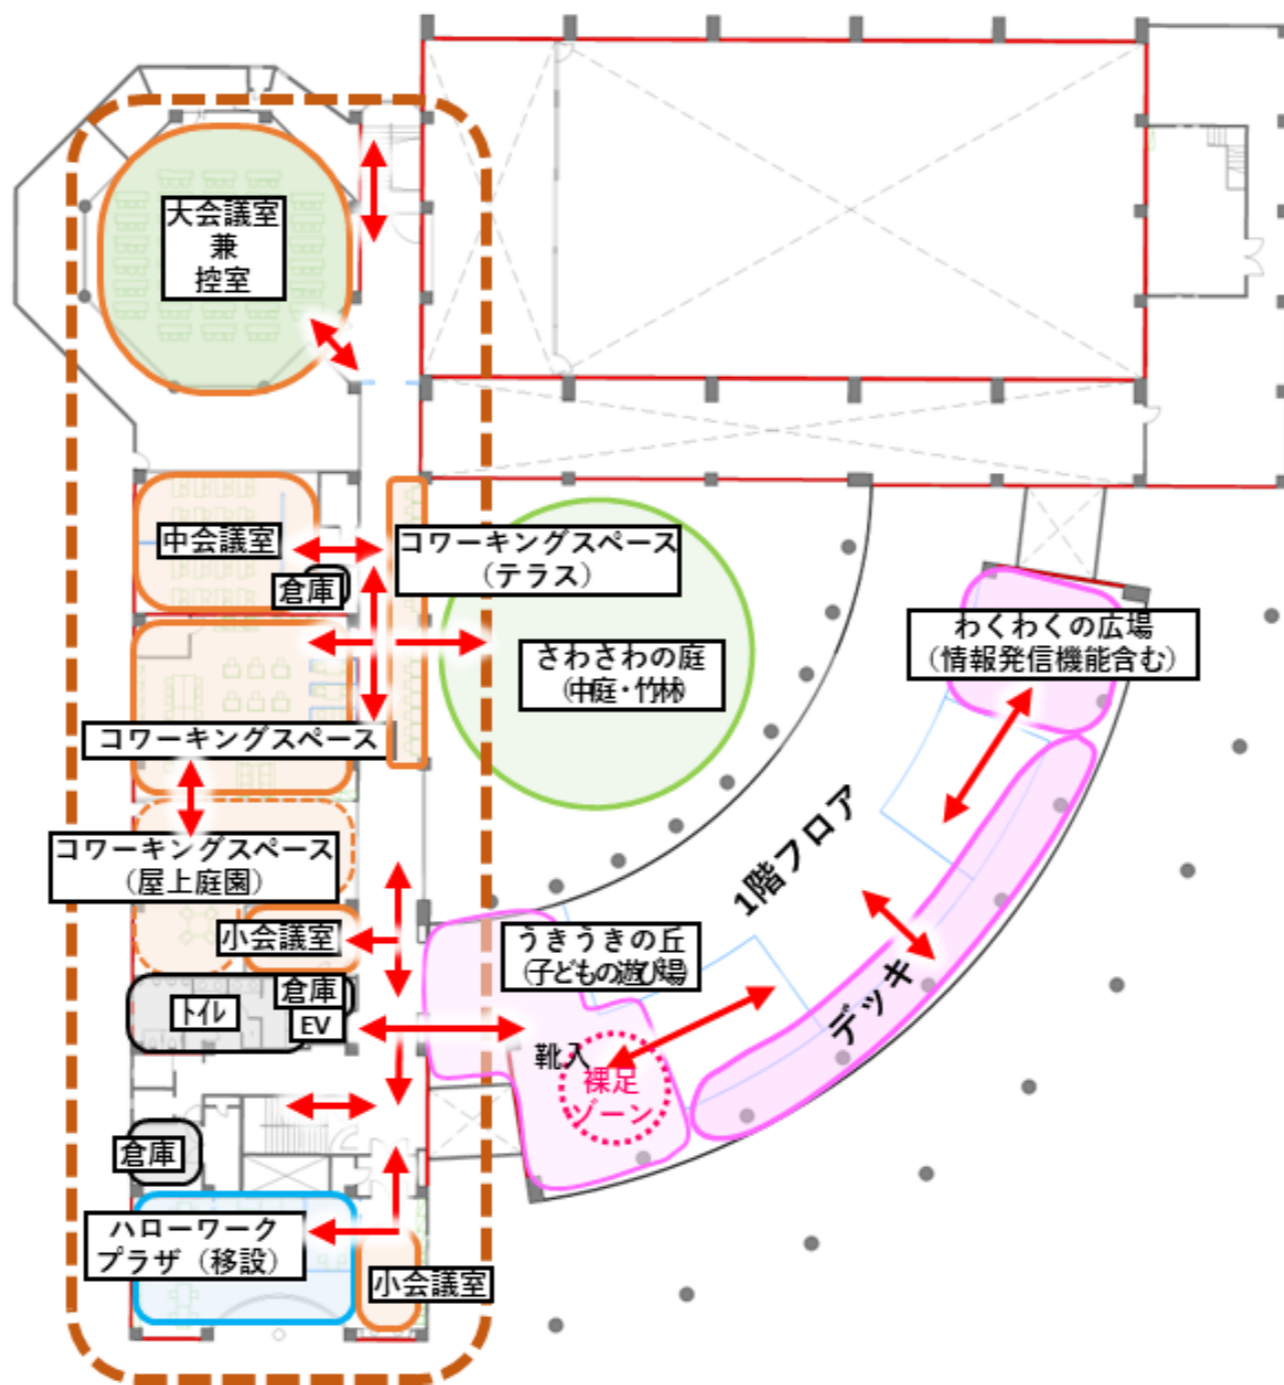 大会議室
兼
控室
中会議室
倉庫
コワーキングスペース
（テラス）
さわさわの庭
（中庭・竹林）
わくわくの広場
（情報発信機能含む）
コワーキングスペース
コワーキングスペース
（屋上庭園）
小会議室
1階フロア
うきうきの丘
（子どもの遊び場）
デッキ
トイレ
倉庫
EV
靴入
裸足
ゾーン
倉庫
ハローワーク
プラザ（移設）
小会議室